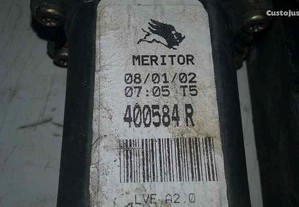 CustoJusto
MERITOR
08/01/02
07:05 T5
400584 R
LVE A2.0